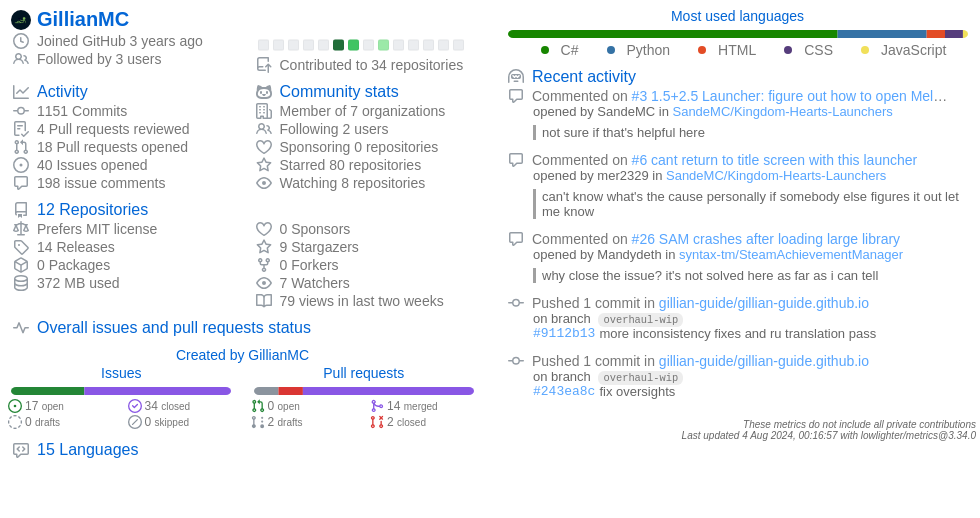 GillianMC
Joined GitHub 3 years ago
Followed by 3 users
Contributed to 34 repositories
Activity
1151 Commits
4 Pull requests reviewed
18 Pull requests opened
40 Issues opened
198 issue comments
Community stats
Member of 7 organizations
Following 2 users
Sponsoring 0 repositories
Starred 80 repositories
Watching 8 repositories
12 Repositories
Prefers MIT license
14 Releases
0 Packages
372 MB used
0 Sponsors
9 Stargazers
0 Forkers
7 Watchers
79 views in last two weeks
Overall issues and pull requests status
Created by GillianMC
Issues
17 open
34 closed
0 drafts
0 skipped
Pull requests
0 open
14 merged
2 drafts
2 closed
15 Languages
Most used languages
C# Python HTML CSS JavaScript
Recent activity
Commented on #3 1.5+2.5 Launcher: figure out how to open Mel…
opened by SandeMC in SandeMC/Kingdom-Hearts-Launchers
not sure if that's helpful here
Commented on #6 cant return to title screen with this launcher
opened by mer2329 in SandeMC/Kingdom-Hearts-Launchers
can't know what's the cause personally if somebody else figures it out let
me know
Commented on #26 SAM crashes after loading large library
opened by Mandydeth in syntax-tm/SteamAchievementManager
why close the issue? it's not solved here as far as i can tell
Pushed 1 commit in gillian-guide/gillian-guide.github.io
on branch overhaul-wip
#9112b13 more inconsistency fixes and ru translation pass
Pushed 1 commit in gillian-guide/gillian-guide.github.io
on branch overhaul-wip
#243ea8c fix oversights
These metrics do not include all private contributions
Last updated 4 Aug 2024, 00:16:57 with lowlighter/metrics@3.34.0